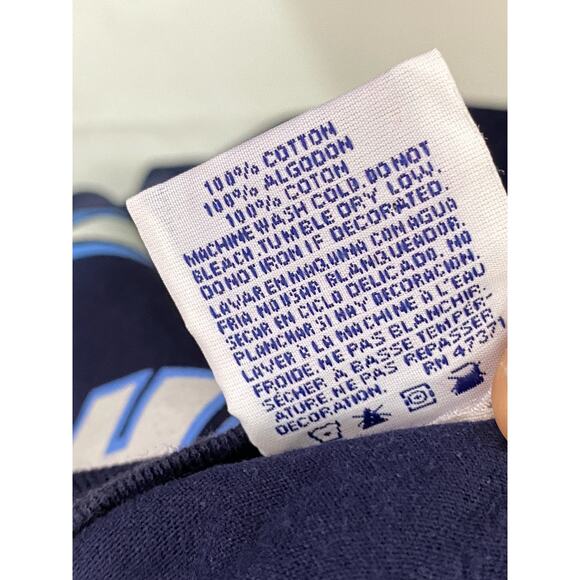 100% COTTON
100% ALGODON
100% COTON
MACHINE WASH COLD. DO NOT
BLEACH TUMBLE DRY LOW.
DO NOT IRON IF DECORATED.
LAVAR EN MAQUINA CON AGUA
FRIA. NO USAR BLANQUEADOR.
SECAR EN CICLO DELICADO. NO
PLANCHAR SI HAY DECORACION.
LAVER A LA MACHINE A L'EAU
FROIDE. NE PAS BLANCHIR.
SÉCHER A BASSE TEMPER-
ATURE. NE PAS REPASSER
DECORATION RN 47371